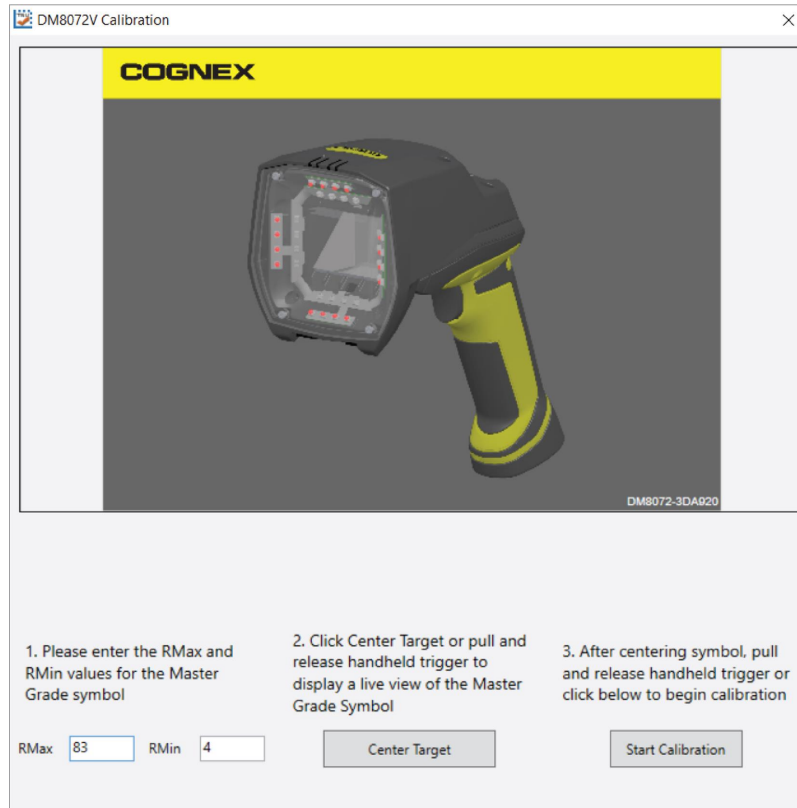 DM8072V Calibration
COGNEX
DM8072-3DA920
1. Please enter the RMax and
RMin values for the Master
Grade symbol
RMax 83 RMin 4
2. Click Center Target or pull and
release handheld trigger to
display a live view of the Master
Grade Symbol
Center Target
3. After centering symbol, pull
and release handheld trigger or
click below to begin calibration
Start Calibration